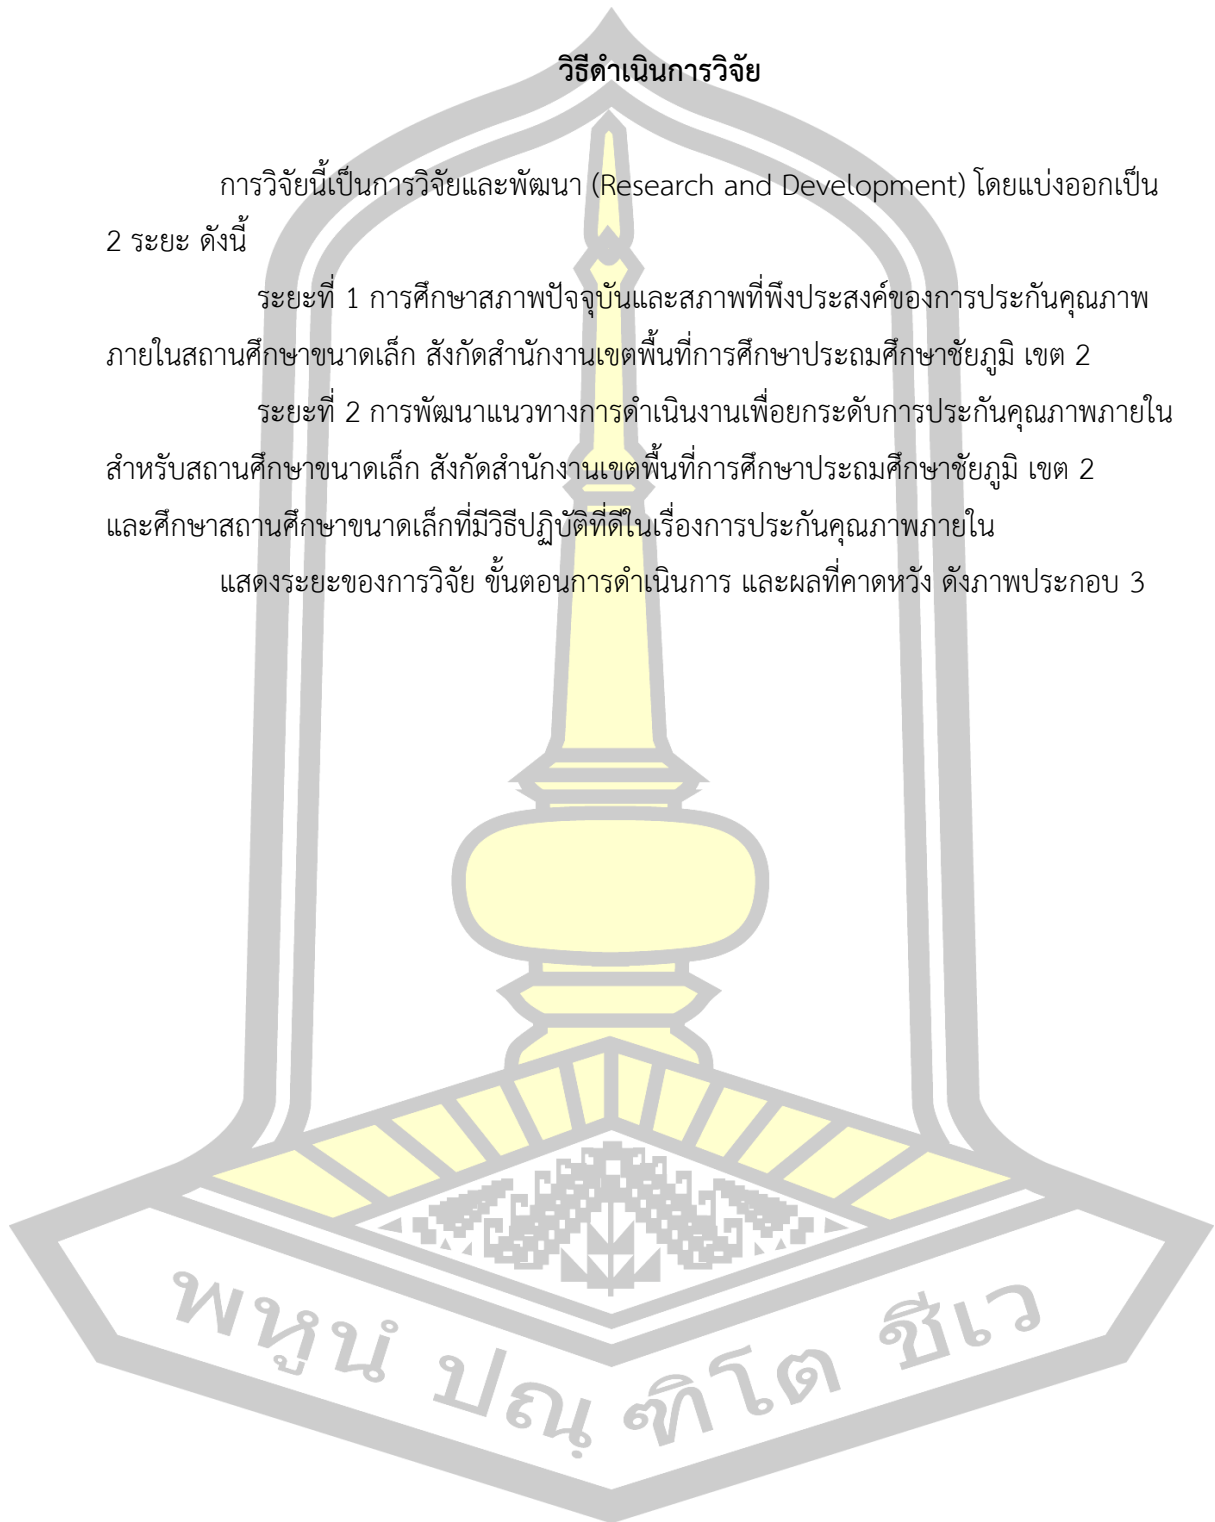 วิธีดำเนินการวิจัย
การวิจัยนี้เป็นการวิจัยและพัฒนา (Research and Development) โดยแบ่งออกเป็น
2 ระยะ ดังนี้
ระยะที่ 1 การศึกษาสภาพปัจจุบันและสภาพที่พึงประสงค์ของการประกันคุณภาพ
ภายในสถานศึกษาขนาดเล็ก สังกัดสำนักงานเขตพื้นที่การศึกษาประถมศึกษาชัยภูมิ เขต 2
ระยะที่ 2 การพัฒนาแนวทางการดำเนินงานเพื่อยกระดับการประกันคุณภาพภายใน
สำหรับสถานศึกษาขนาดเล็ก สังกัดสำนักงานเขตพื้นที่การศึกษาประถมศึกษาชัยภูมิ เขต 2
และศึกษาสถานศึกษาขนาดเล็กที่มีวิธีปฏิบัติที่ดีในเรื่องการประกันคุณภาพภายใน
แสดงระยะของการวิจัย ขั้นตอนการดำเนินการ และผลที่คาดหวัง ดังภาพประกอบ 3
พหูนํ ปณฺ ฑิโต ชีเว